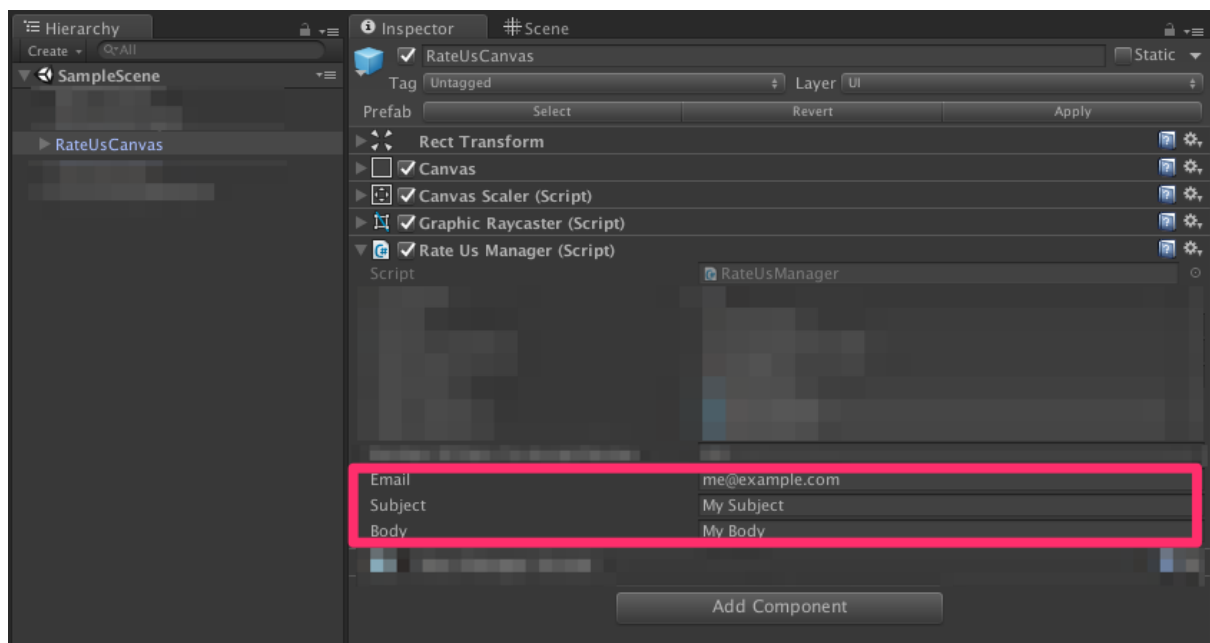 Hierarchy
Create
All
SampleScene
RateUsCanvas
Inspector
Scene
RateUsCanvas
Static
Tag Untagged
Layer UI
Prefab Select Revert Apply
Rect Transform
Canvas
Canvas Scaler (Script)
Graphic Raycaster (Script)
Rate Us Manager (Script)
Script RateUsManager
Email me@example.com
Subject My Subject
Body My Body
Add Component